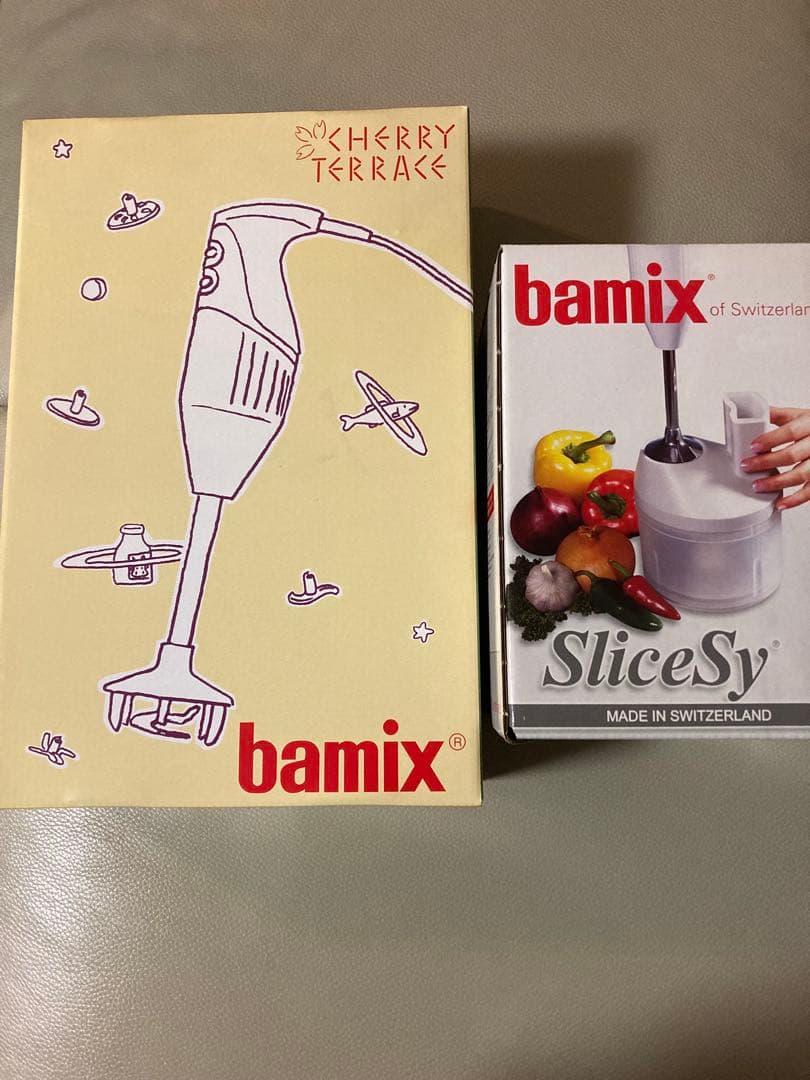 CHERRY
TERRACE
bamix®
bamix® of Switzerlan
SliceSy®
MADE IN SWITZERLAND